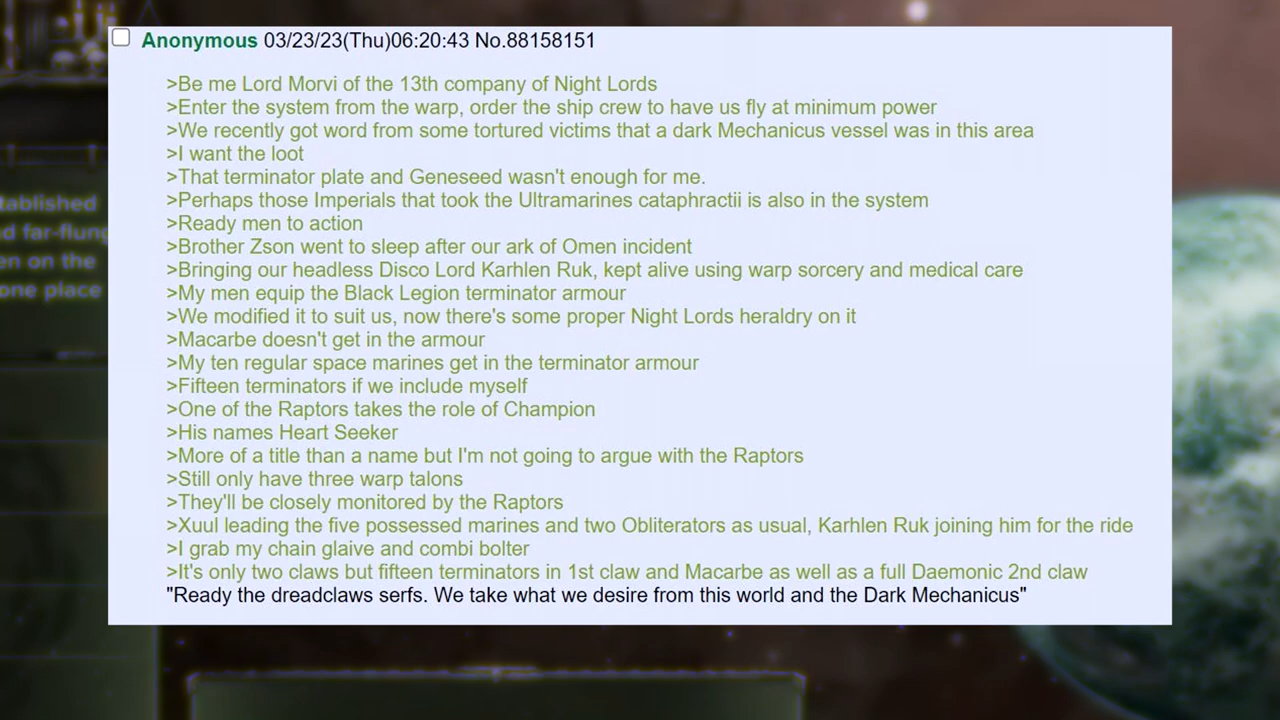 Anonymous 03/23/23(Thu)06:20:43 No.88158151
>Be me Lord Morvi of the 13th company of Night Lords
>Enter the system from the warp, order the ship crew to have us fly at minimum power
>We recently got word from some tortured victims that a dark Mechanicus vessel was in this area
>I want the loot
>That terminator plate and Geneseed wasn't enough for me.
>Perhaps those Imperials that took the Ultramarines cataphractii is also in the system
>Ready men to action
>Brother Zson went to sleep after our ark of Omen incident
>Bringing our headless Disco Lord Karhlen Ruk, kept alive using warp sorcery and medical care
>My men equip the Black Legion terminator armour
>We modified it to suit us, now there's some proper Night Lords heraldry on it
>Macarbe doesn't get in the armour
>My ten regular space marines get in the terminator armour
>Fifteen terminators if we include myself
>One of the Raptors takes the role of Champion
>His names Heart Seeker
>More of a title than a name but I'm not going to argue with the Raptors
>Still only have three warp talons
>They'll be closely monitored by the Raptors
>Xuul leading the five possessed marines and two Obliterators as usual, Karhlen Ruk joining him for the ride
>I grab my chain glaive and combi bolter
>It's only two claws but fifteen terminators in 1st claw and Macarbe as well as a full Daemonic 2nd claw
"Ready the dreadclaws serfs. We take what we desire from this world and the Dark Mechanicus"
tablished
d far-flung
en on the
one place